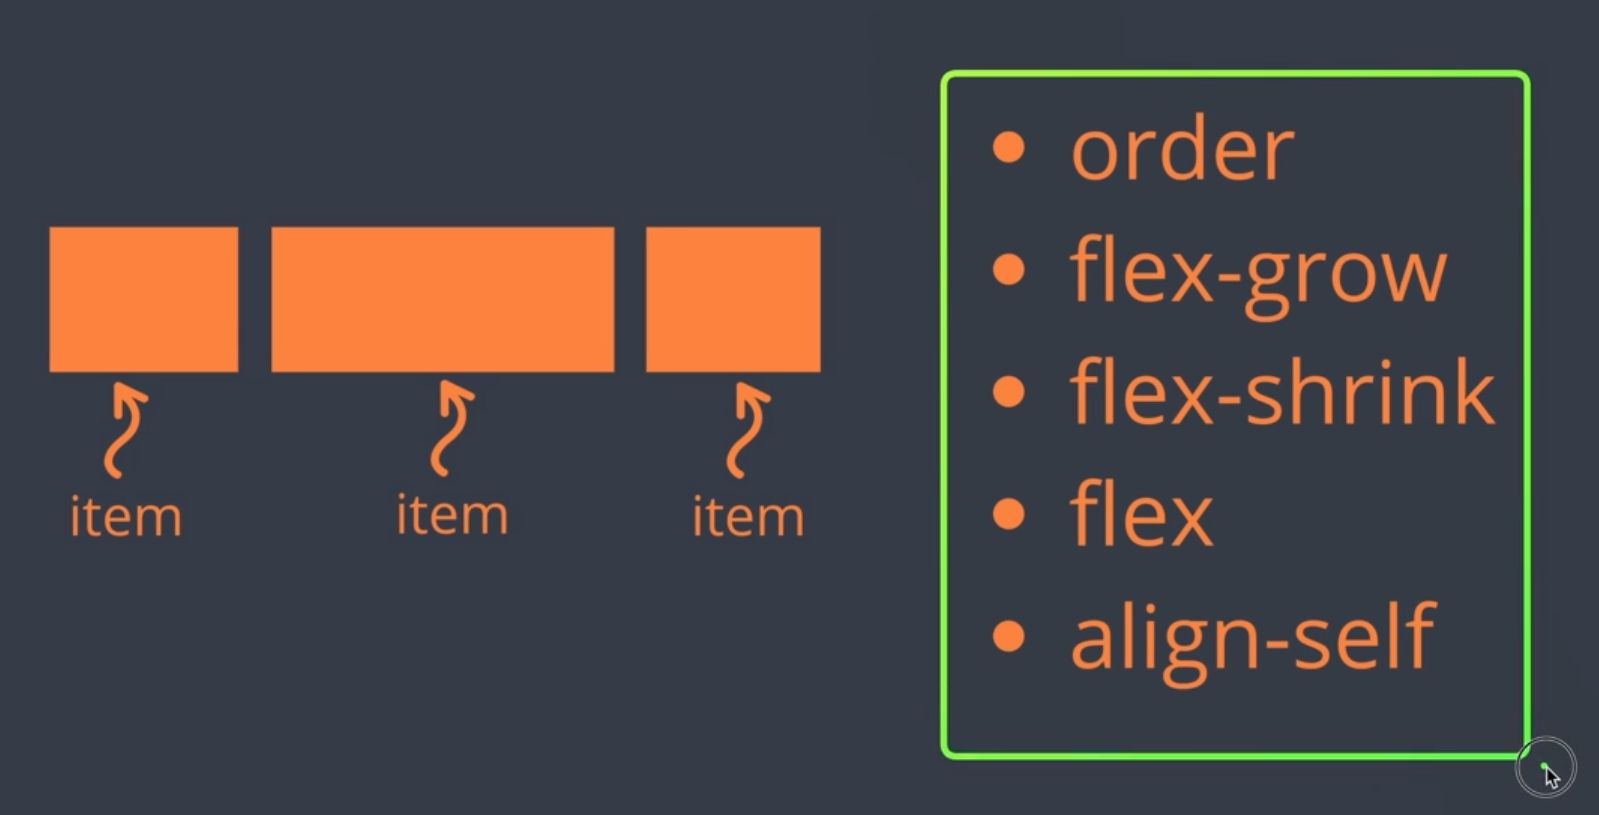 item
item
item
• order
• flex-grow
• flex-shrink
• flex
• align-self